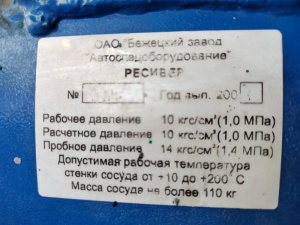 ОАО "Бежецкий завод
"Автоспецоборудование"
РЕСИВЕР
№ Год вып. 200
Рабочее давление 10 кгс/см²(1,0 МПа)
Расчетное давление 10 кгс/см²(1,0 МПа)
Пробное давление 14 кгс/см²(1,4 МПа)
Допустимая рабочая температура
стенки сосуда от +10 до +200°С
Масса сосуда не более 110 кг